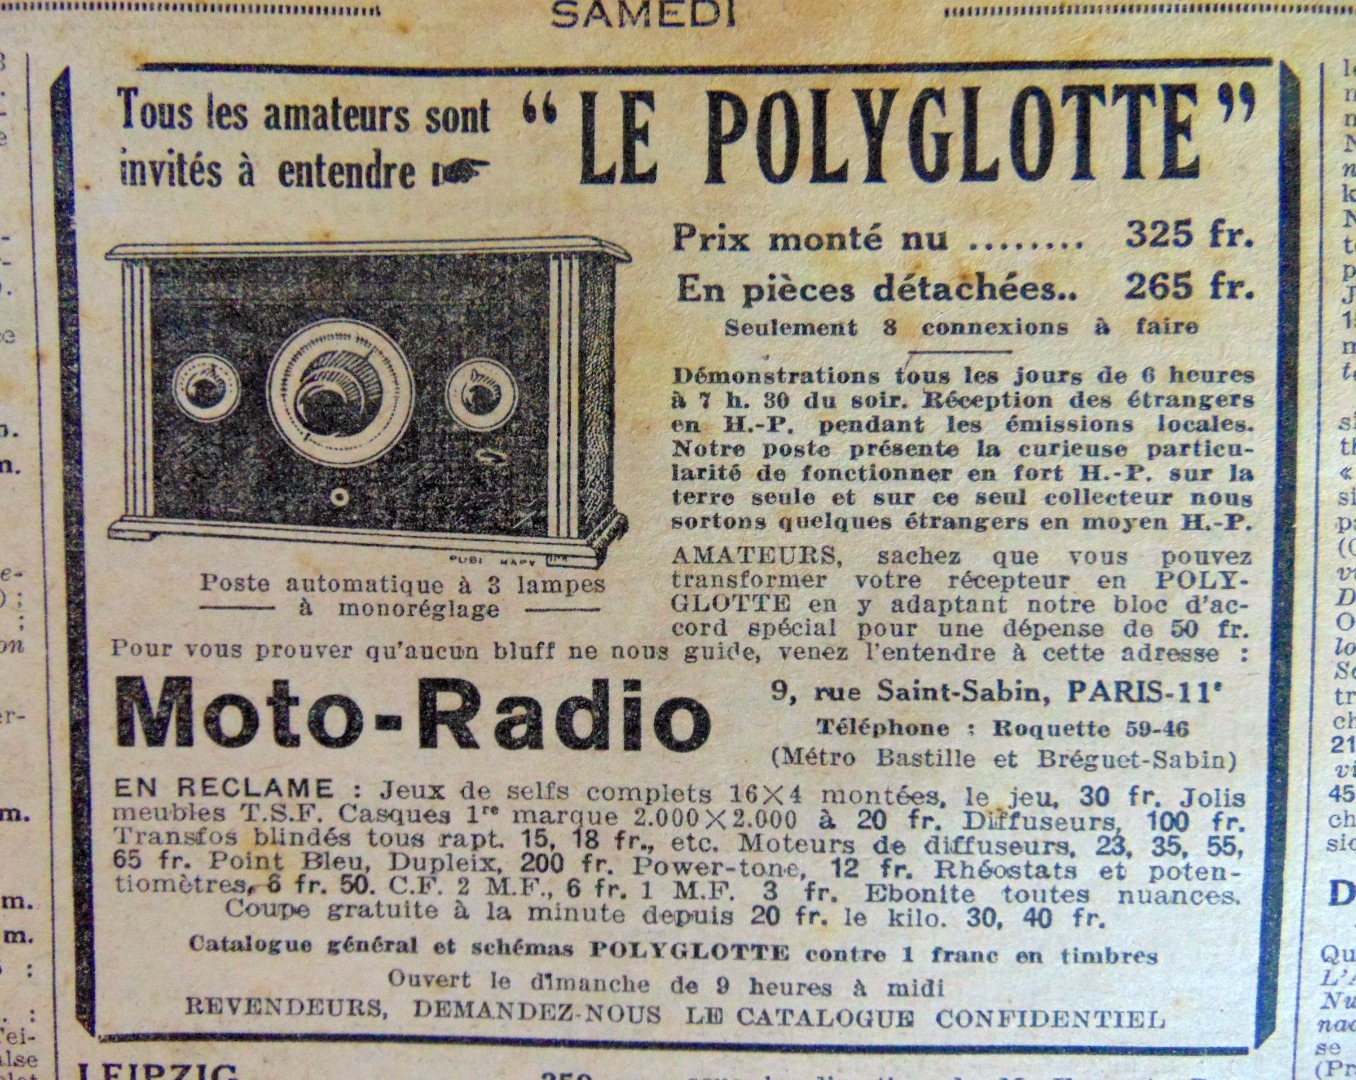 SAMEDI
Tous les amateurs sont
invités à entendre
“LE POLYGLOTTE”
Prix monté nu ........ 325 fr.
En pièces détachées.. 265 fr.
Seulement 8 connexions à faire
Démonstrations tous les jours de 6 heures
à 7 h. 30 du soir. Réception des étrangers
en H.-P. pendant les émissions locales.
Notre poste présente la curieuse particu-
larité de fonctionner en fort H.-P. sur la
terre seule et sur ce seul collecteur nous
sortons quelques étrangers en moyen H.-P.
AMATEURS, sachez que vous pouvez
transformer votre récepteur en POLY-
GLOTTE en y adaptant notre bloc d'ac-
cord spécial pour une dépense de 50 fr.
PUBI MAPY
Poste automatique à 3 lampes
à monoréglage
Pour vous prouver qu'aucun bluff ne nous guide, venez l'entendre à cette adresse :
Moto-Radio
9, rue Saint-Sabin, PARIS-11e
Téléphone : Roquette 59-46
(Métro Bastille et Bréguet-Sabin)
EN RECLAME : Jeux de selfs complets 16×4 montées, le jeu, 30 fr. Jolis
meubles T.S.F. Casques 1re marque 2.000×2.000 à 20 fr. Diffuseurs, 100 fr.
Transfos blindés tous rapt. 15, 18 fr., etc. Moteurs de diffuseurs, 23, 35, 55,
65 fr. Point Bleu, Dupleix, 200 fr. Power-tone, 12 fr. Rhéostats et poten-
tiomètres, 6 fr. 50. C.F. 2 M.F., 6 fr. 1 M.F. 3 fr. Ebonite toutes nuances.
Coupe gratuite à la minute depuis 20 fr. le kilo. 30, 40 fr.
Catalogue général et schémas POLYGLOTTE contre 1 franc en timbres
Ouvert le dimanche de 9 heures à midi
REVENDEURS, DEMANDEZ-NOUS LE CATALOGUE CONFIDENTIEL
LEIPZIG